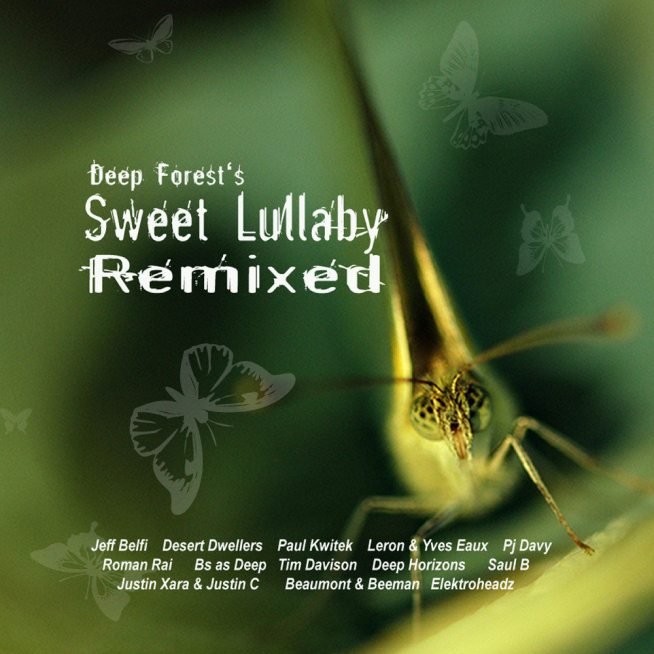 Deep Forest's
Sweet Lullaby
Remixed
Jeff Belfi Desert Dwellers Paul Kwitek Leron & Yves Eaux Pj Davy
Roman Rai Bs as Deep Tim Davison Deep Horizons Saul B
Justin Xara & Justin C Beaumont & Beeman Elektroheadz